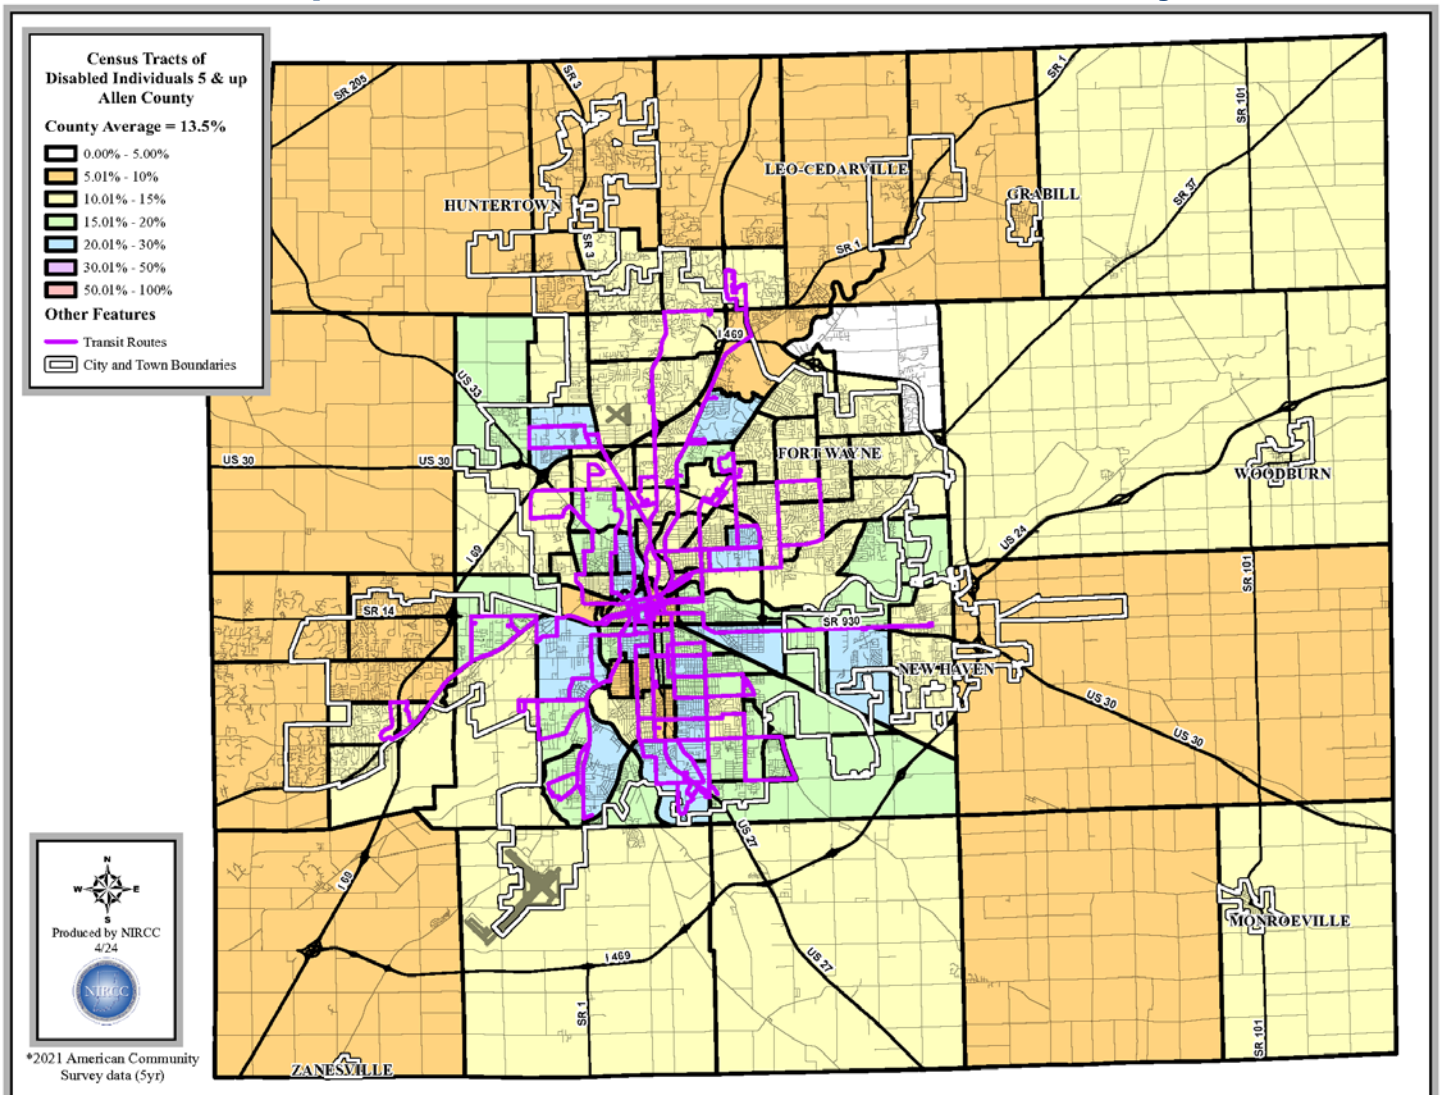 Census Tracts of
Disabled Individuals 5 & up
Allen County
County Average = 13.5%
0.00% - 5.00%
5.01% - 10%
10.01% - 15%
15.01% - 20%
20.01% - 30%
30.01% - 50%
50.01% - 100%
Other Features
Transit Routes
City and Town Boundaries
SR 205
SR 3
SR 1
SR 101
LEO-CEDARVILLE
GRABILL
SR 37
HUNTERTOWN
SR 3
SR 1
I 469
US 33
US 30
US 30
FORT WAYNE
WOODBURN
I 69
US 24
SR 101
SR 14
SR 930
NEW HAVEN
US 30
US 30
US 27
I 69
MONROEVILLE
I 469
US 27
SR 1
SR 101
ZANESVILLE
N
W
E
S
Produced by NIRCC
4/24
NIRCC
*2021 American Community
Survey data (5yr)